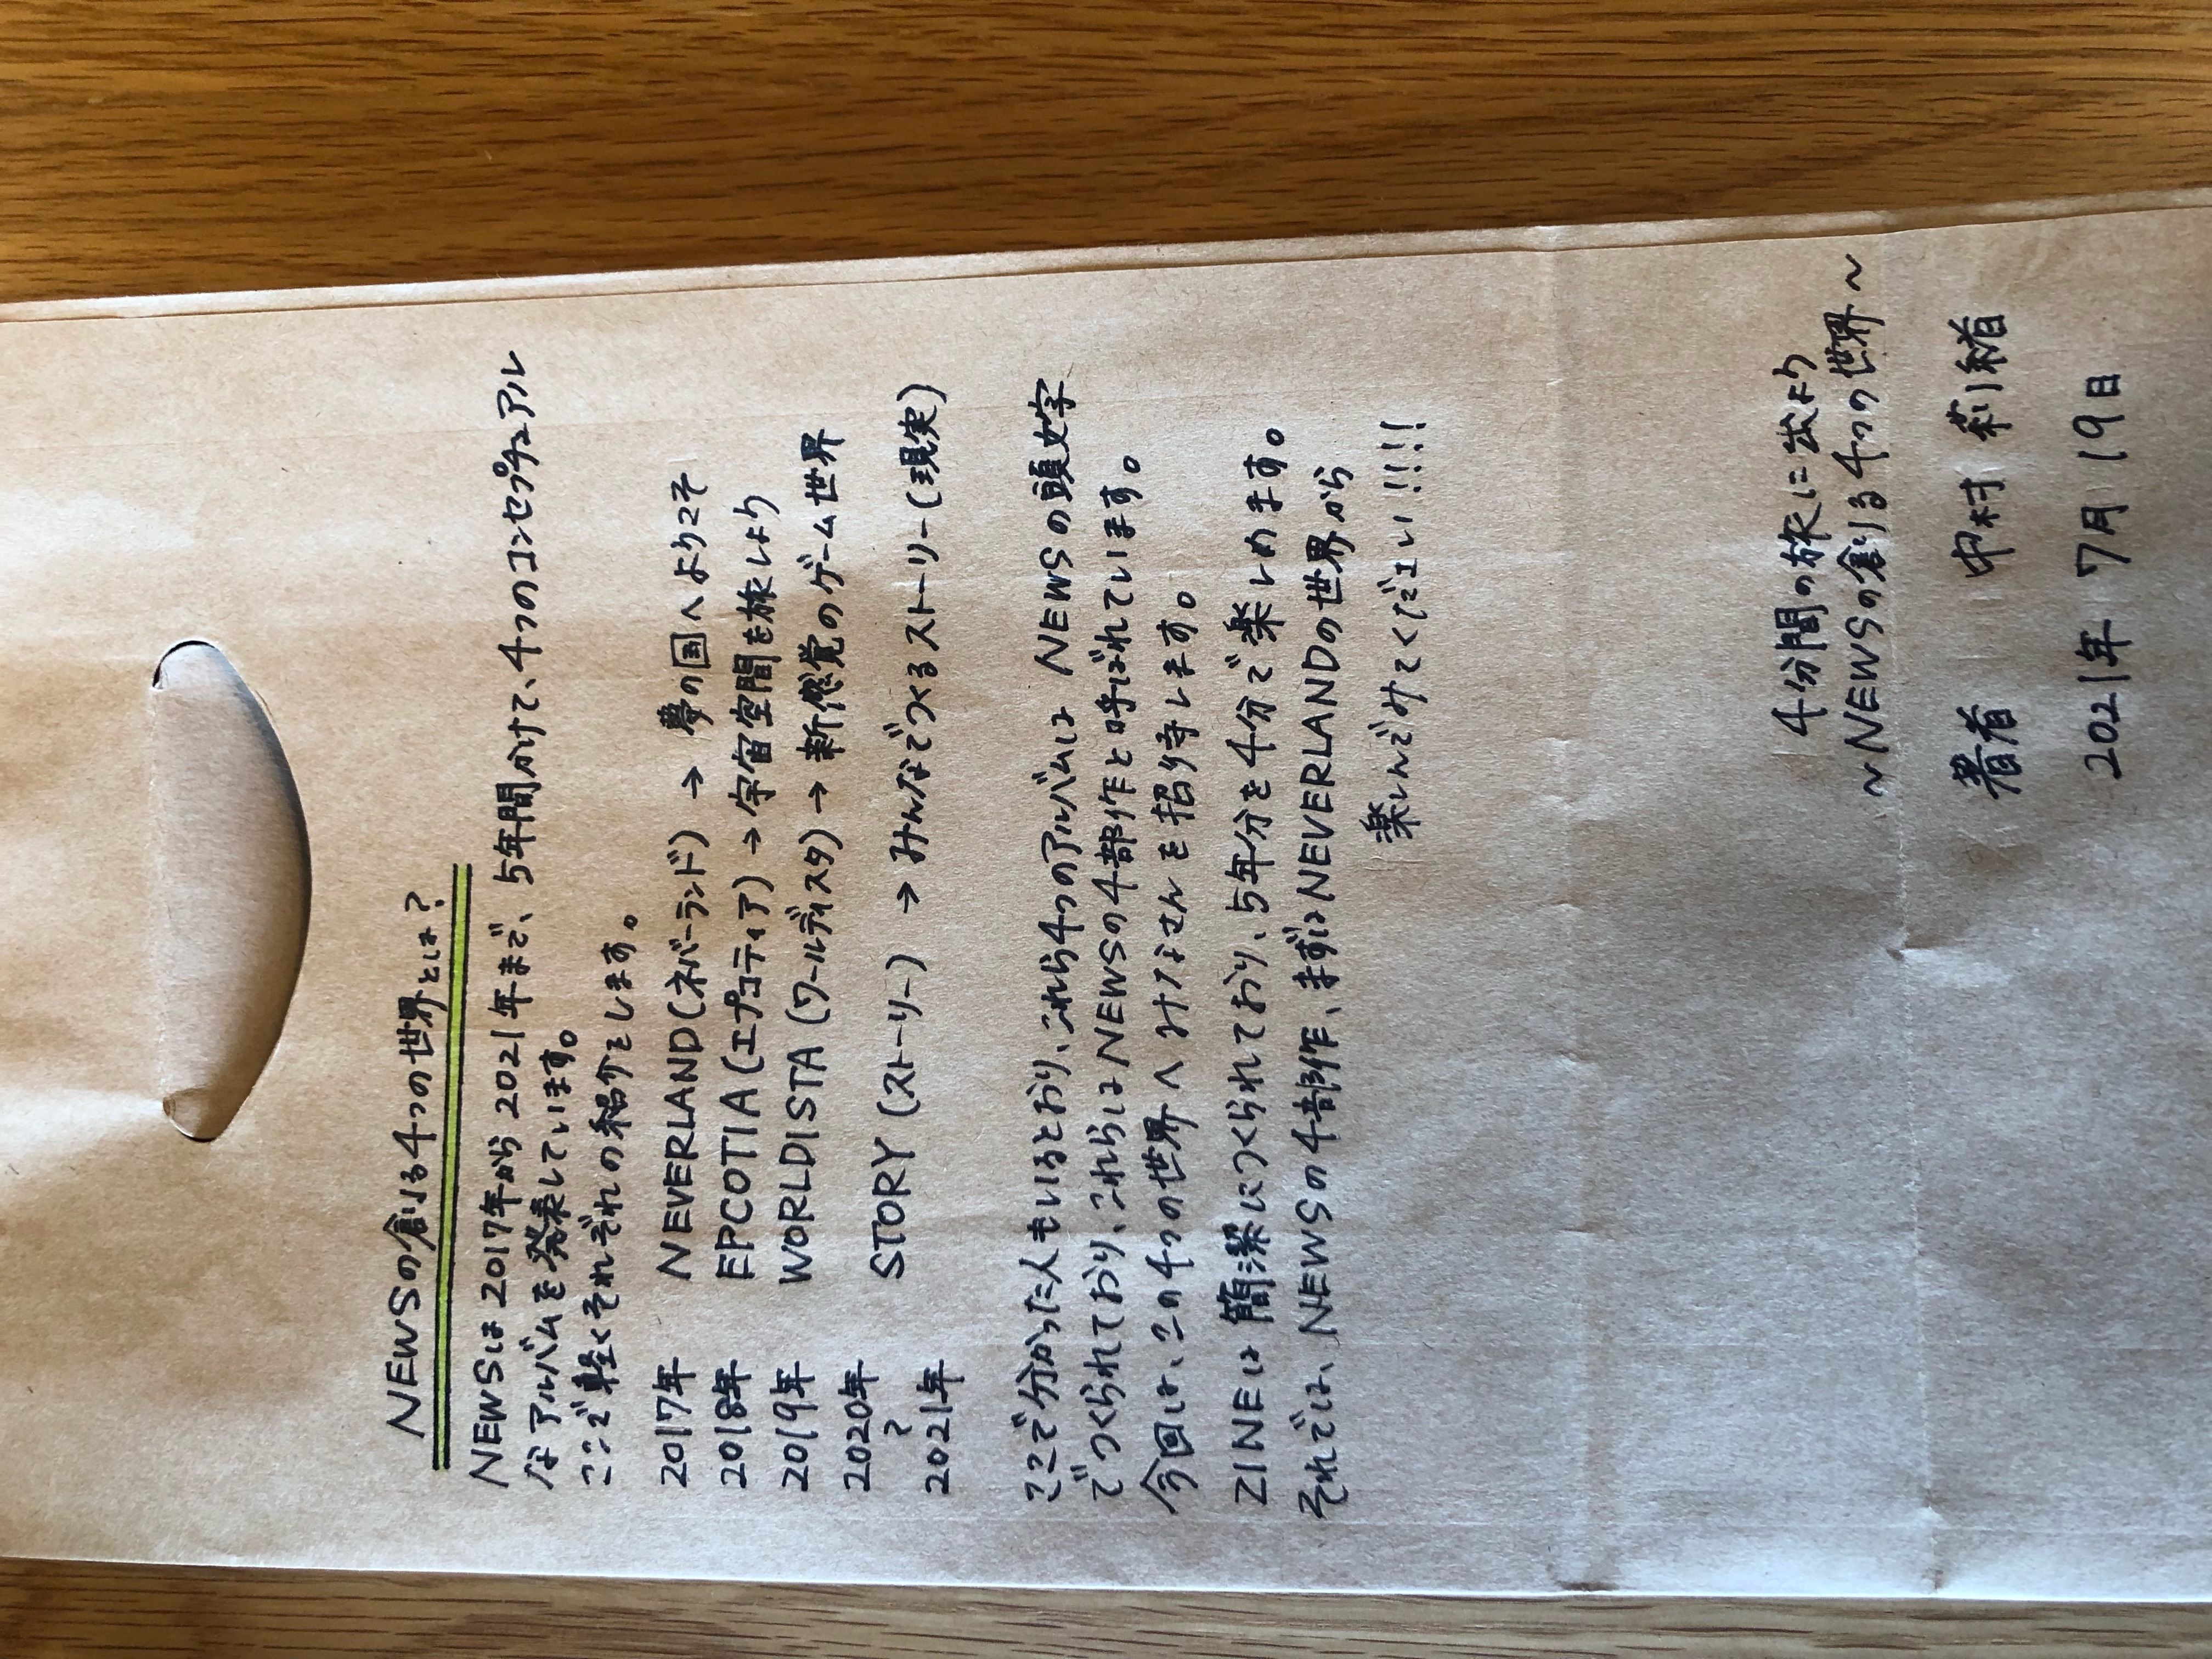 NEWSの創る4つの世界とは?
NEWSは2017年から2021年まで、5年間かけて、4つのコンセプチュアル
なアルバムを発表しています。
ここで軽くそれぞれの紹介をします。
2017年 NEVERLAND(ネバーランド) → 夢の国へようこそ
2018年 EPCOTIA(エプコティア) → 宇宙空間を旅しよう
2019年 WORLDISTA(ワールディスタ) → 新感覚のゲーム世界
2020年
~
2021年 STORY(ストーリー) → みんなでつくるストーリー(現実)
ここで分かった人もいるとおり、これら4つのアルバムは NEWSの頭文字
でつくられており、これらはNEWSの4部作と呼ばれています。
今回は、この4つの世界へみなさんを招待します。
ZINEは簡潔につくられており、5年分を4分で楽しめます。
それでは、NEWSの4部作、まずはNEVERLANDの世界から
楽しんでみてください!!!!
4分間の旅に出よう
~NEWSの創る4つの世界~
著者 中村 莉緒
2021年 7月 19日